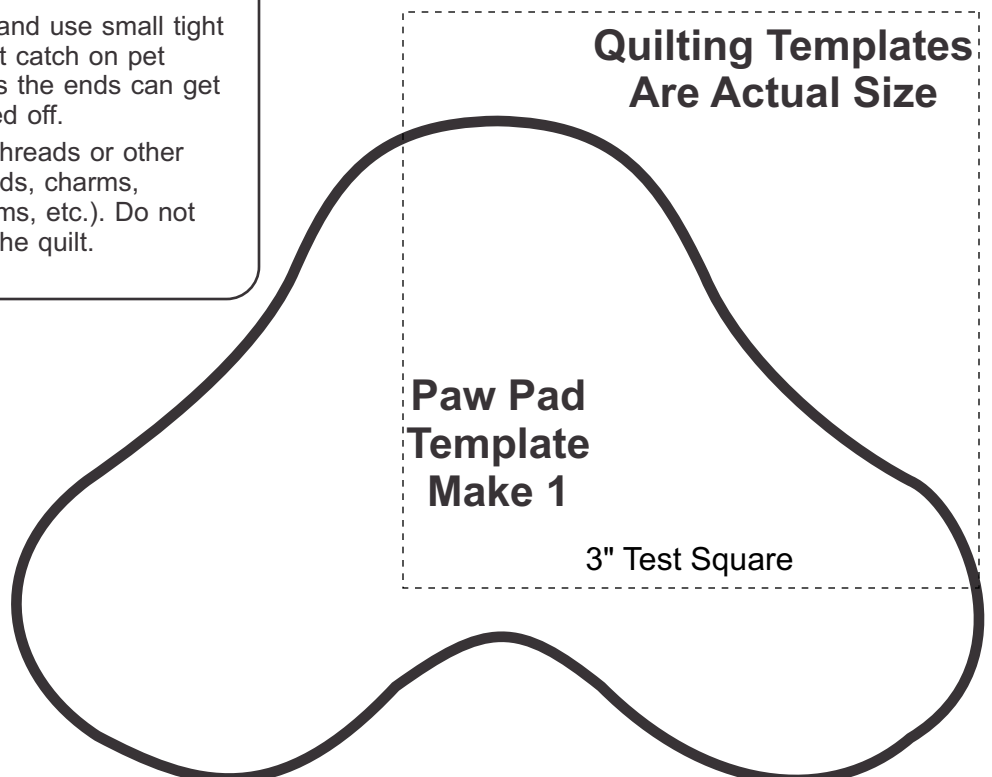 and use small tight
t catch on pet
s the ends can get
ed off.
hreads or other
ds, charms,
ms, etc.). Do not
he quilt.
Quilting Templates
Are Actual Size
Paw Pad
Template
Make 1
3" Test Square